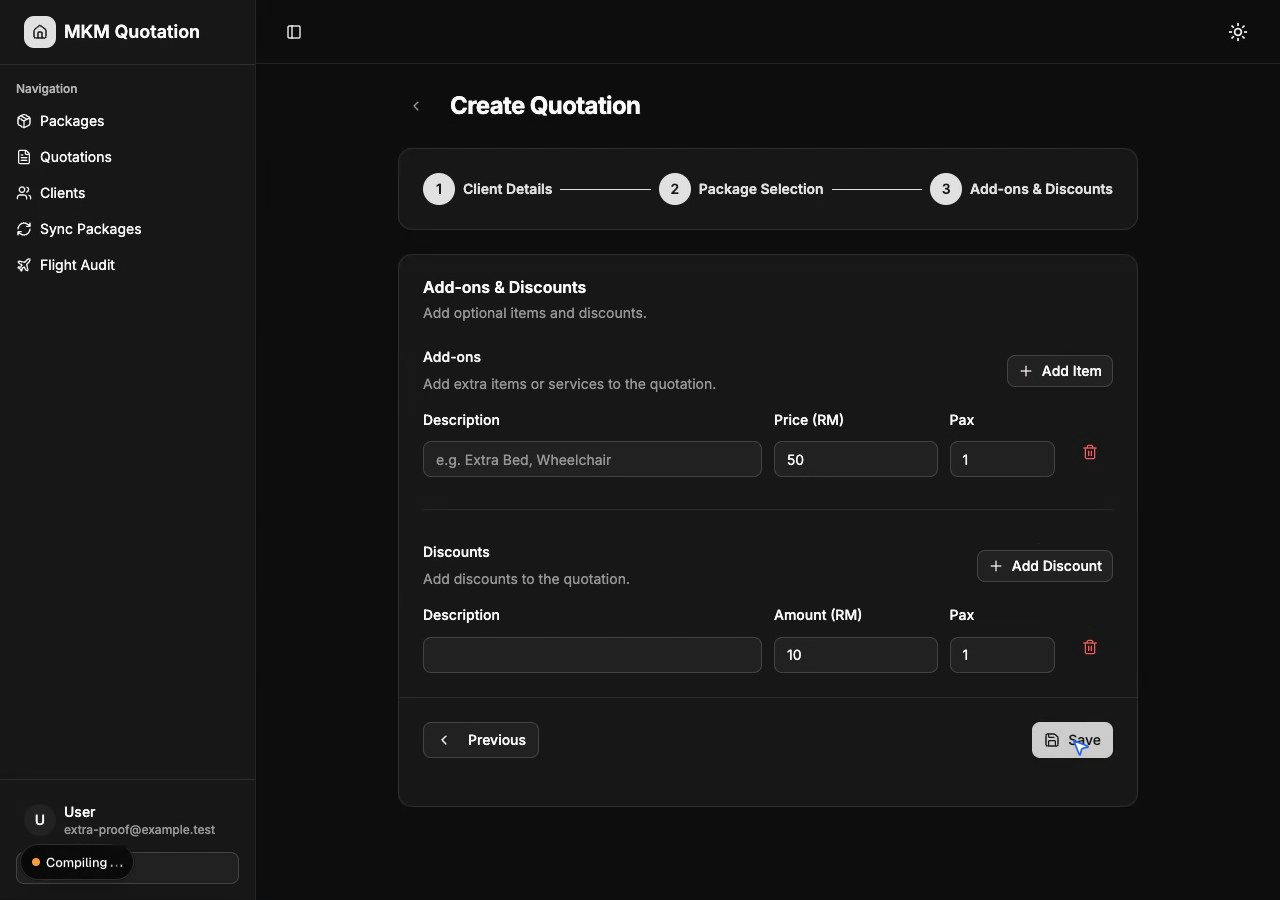 MKM Quotation
Navigation
Packages
Quotations
Clients
Sync Packages
Flight Audit
Create Quotation
1 Client Details
2 Package Selection
3 Add-ons & Discounts
Add-ons & Discounts
Add optional items and discounts.
Add-ons
Add extra items or services to the quotation.
Add Item
Description Price (RM) Pax
e.g. Extra Bed, Wheelchair 50 1
Discounts
Add discounts to the quotation.
Add Discount
Description Amount (RM) Pax
10 1
Previous
Save
U
User
extra-proof@example.test
Compiling ...